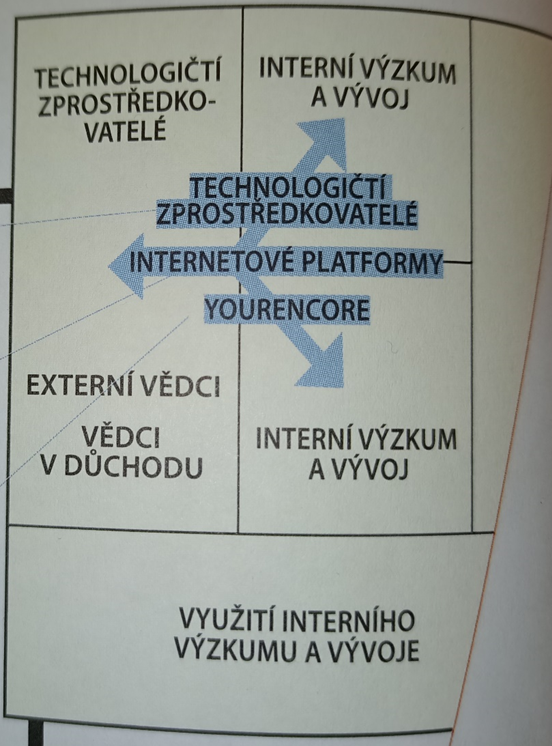 TECHNOLOGIČTÍ
ZPROSTŘEDKO-
VATELÉ
INTERNÍ VÝZKUM
A VÝVOJ
TECHNOLOGIČTÍ
ZPROSTŘEDKOVATELÉ
INTERNETOVÉ PLATFORMY
YOURENCORE
EXTERNÍ VĚDCI
VĚDCI
V DŮCHODU
INTERNÍ VÝZKUM
A VÝVOJ
VYUŽITÍ INTERNÍHO
VÝZKUMU A VÝVOJE